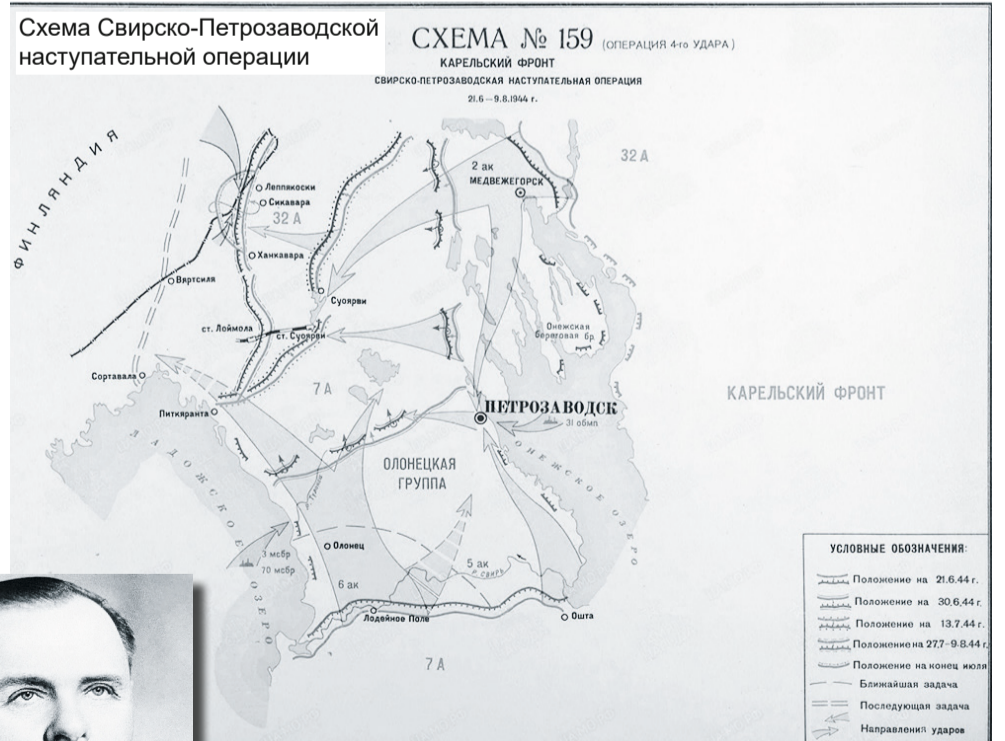 Схема Свирско-Петрозаводской
наступательной операции
СХЕМА № 159 (ОПЕРАЦИЯ 4-го УДАРА)
КАРЕЛЬСКИЙ ФРОНТ
СВИРСКО-ПЕТРОЗАВОДСКАЯ НАСТУПАТЕЛЬНАЯ ОПЕРАЦИЯ
21.6—9.8.1944 г.
ФИНЛЯНДИЯ
32 А
2 ак
МЕДВЕЖЕГОРСК
Леппякоски
Сикавара
32 А
Ханкавара
Вяртсиля
Суоярви
ст. Лоймола
ст. Суоярви
Онежская
береговая бр.
Сортавала
7 А
КАРЕЛЬСКИЙ ФРОНТ
Питкяранта
ПЕТРОЗАВОДСК
31 обмп
ЛАДОЖСКОЕ ОЗЕРО
ОНЕЖСКОЕ ОЗЕРО
ОЛОНЕЦКАЯ
ГРУППА
Олонец
3 мсбр
70 мсбр
5 ак
р. СВИРЬ
6 ак
Лодейное Поле
Ошта
7 А
УСЛОВНЫЕ ОБОЗНАЧЕНИЯ:
Положение на 21.6.44 г.
Положение на 30.6.44 г.
Положение на 13.7.44 г.
Положение на 27.7-9.8.44 г.
Положение на конец июля
Ближайшая задача
Последующая задача
Направления ударов